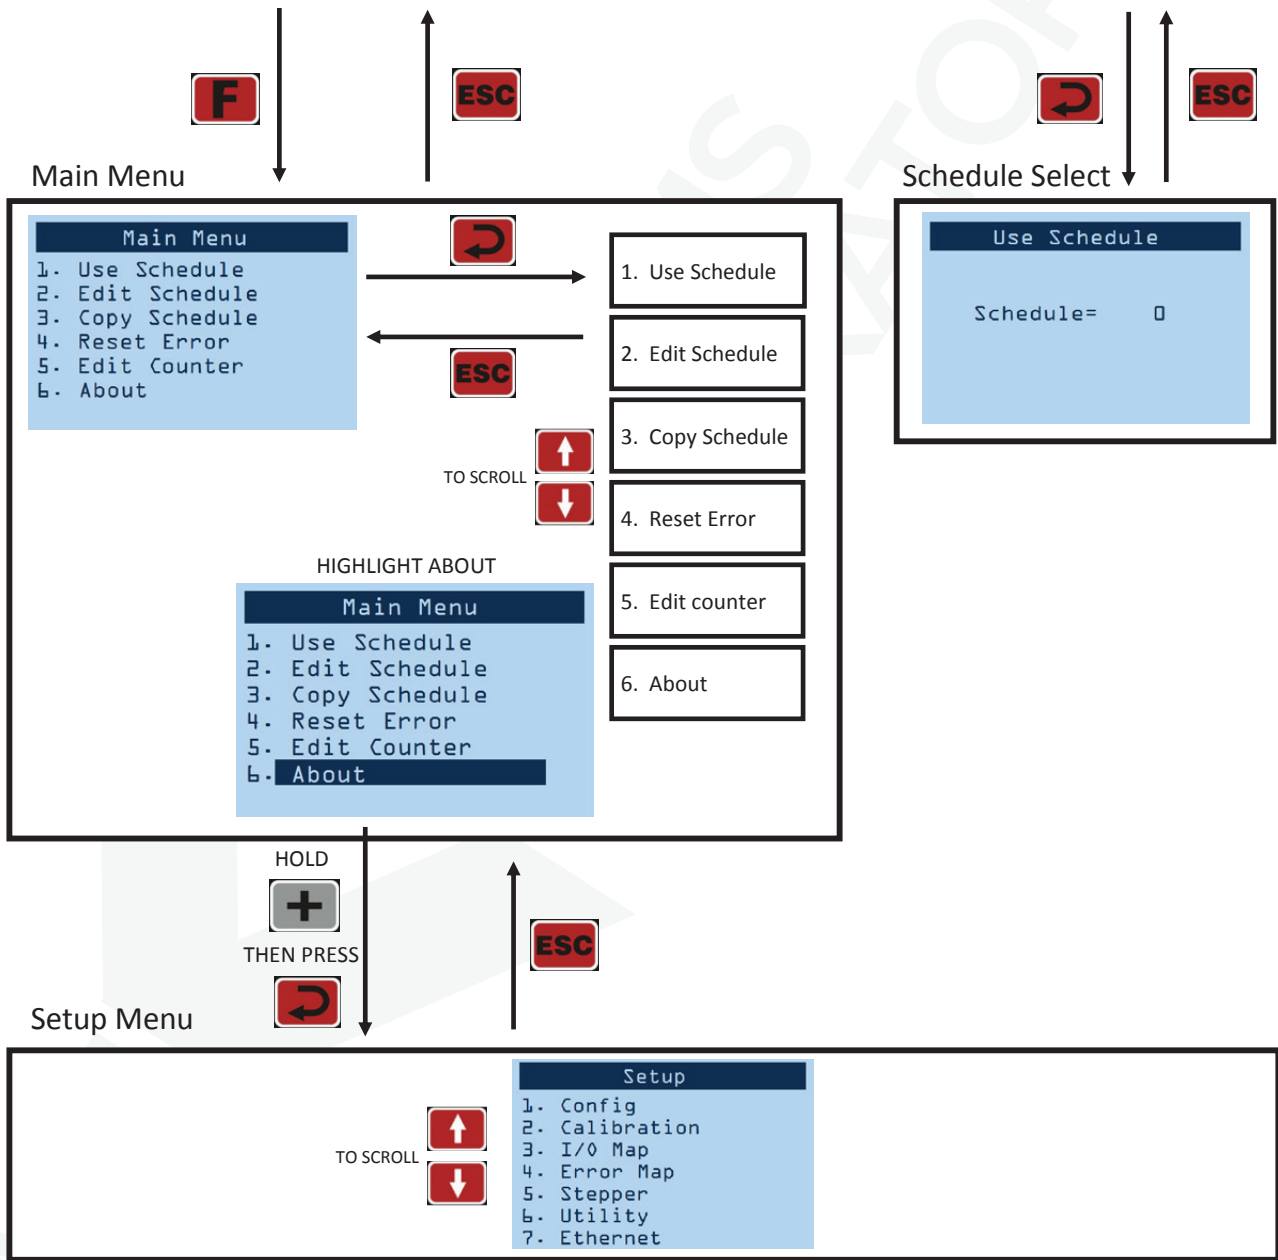 F
ESC
ESC
Main Menu
Schedule Select
Main Menu
1. Use Schedule
2. Edit Schedule
3. Copy Schedule
4. Reset Error
5. Edit Counter
6. About
ESC
TO SCROLL
1. Use Schedule
2. Edit Schedule
3. Copy Schedule
4. Reset Error
5. Edit counter
6. About
Use Schedule
Schedule= 0
HIGHLIGHT ABOUT
Main Menu
1. Use Schedule
2. Edit Schedule
3. Copy Schedule
4. Reset Error
5. Edit Counter
6. About
HOLD
+
THEN PRESS
ESC
Setup Menu
TO SCROLL
Setup
1. Config
2. Calibration
3. I/O Map
4. Error Map
5. Stepper
6. Utility
7. Ethernet